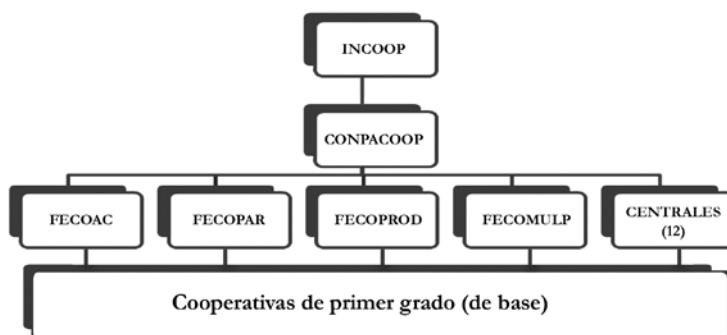 INCOOP
CONPACOOP
FECOAC
FECOPAR
FECOPROD
FECOMULP
CENTRALES
(12)
Cooperativas de primer grado (de base)